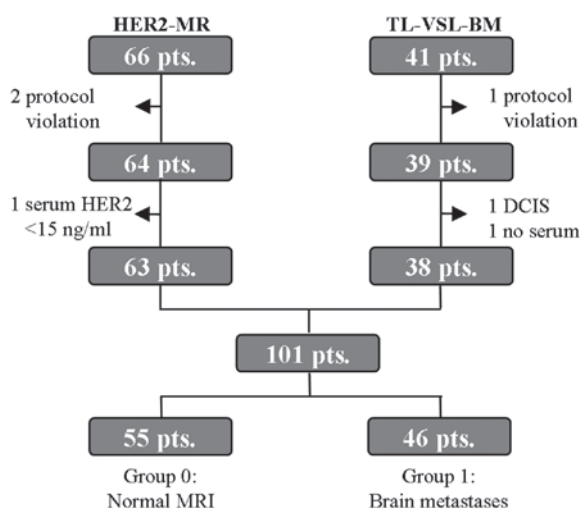 HER2-MR
TL-VSL-BM
66 pts.
41 pts.
2 protocol
violation
1 protocol
violation
64 pts.
39 pts.
1 serum HER2
<15 ng/ml
1 DCIS
1 no serum
63 pts.
38 pts.
101 pts.
55 pts.
46 pts.
Group 0:
Normal MRI
Group 1:
Brain metastases